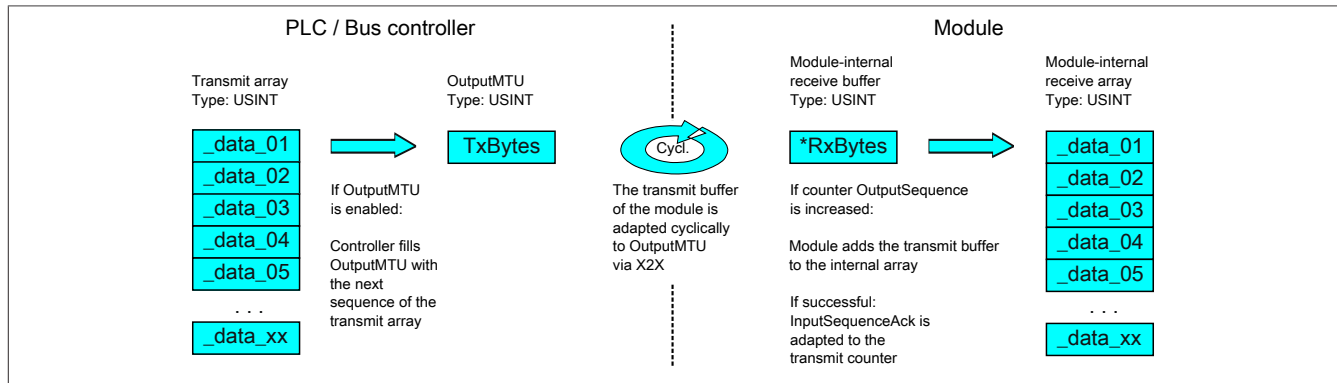 PLC / Bus controller
Module
Transmit array
Type: USINT
OutputMTU
Type: USINT
Module-internal
receive buffer
Type: USINT
Module-internal
receive array
Type: USINT
_data_01
_data_02
_data_03
_data_04
_data_05
. . .
_data_xx
If OutputMTU
is enabled:
Controller fills
OutputMTU with
the next
sequence of the
transmit array
TxBytes
Cycl.
The transmit buffer
of the module is
adapted cyclically
to OutputMTU
via X2X
*RxBytes
If counter OutputSequence
is increased:
Module adds the transmit buffer
to the internal array
If successful:
InputSequenceAck is
adapted to the
transmit counter
_data_01
_data_02
_data_03
_data_04
_data_05
. . .
_data_xx